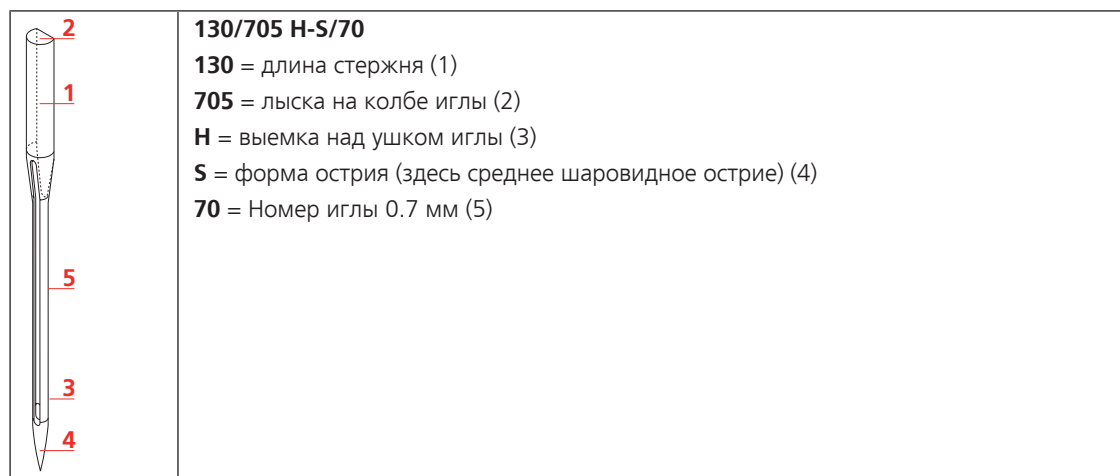 2
1
5
3
4
130/705 H-S/70
130 = длина стержня (1)
705 = лыска на колбе иглы (2)
H = выемка над ушком иглы (3)
S = форма острия (здесь среднее шаровидное острие) (4)
70 = Номер иглы 0.7 мм (5)